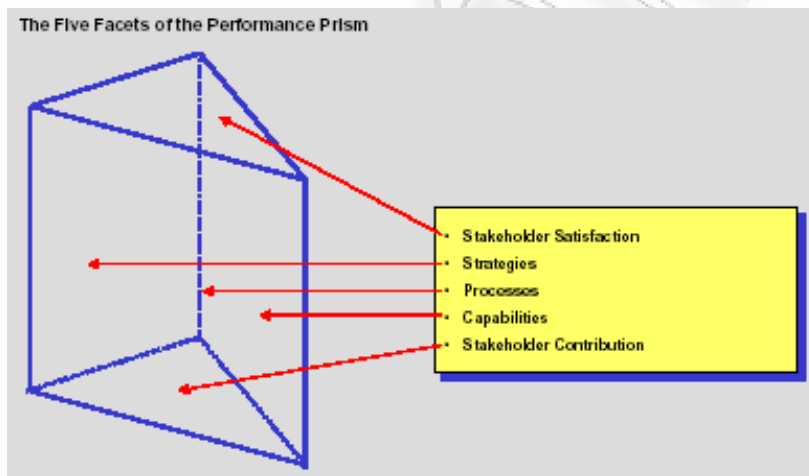 The Five Facets of the Performance Prism
· Stakeholder Satisfaction
· Strategies
· Processes
· Capabilities
· Stakeholder Contribution